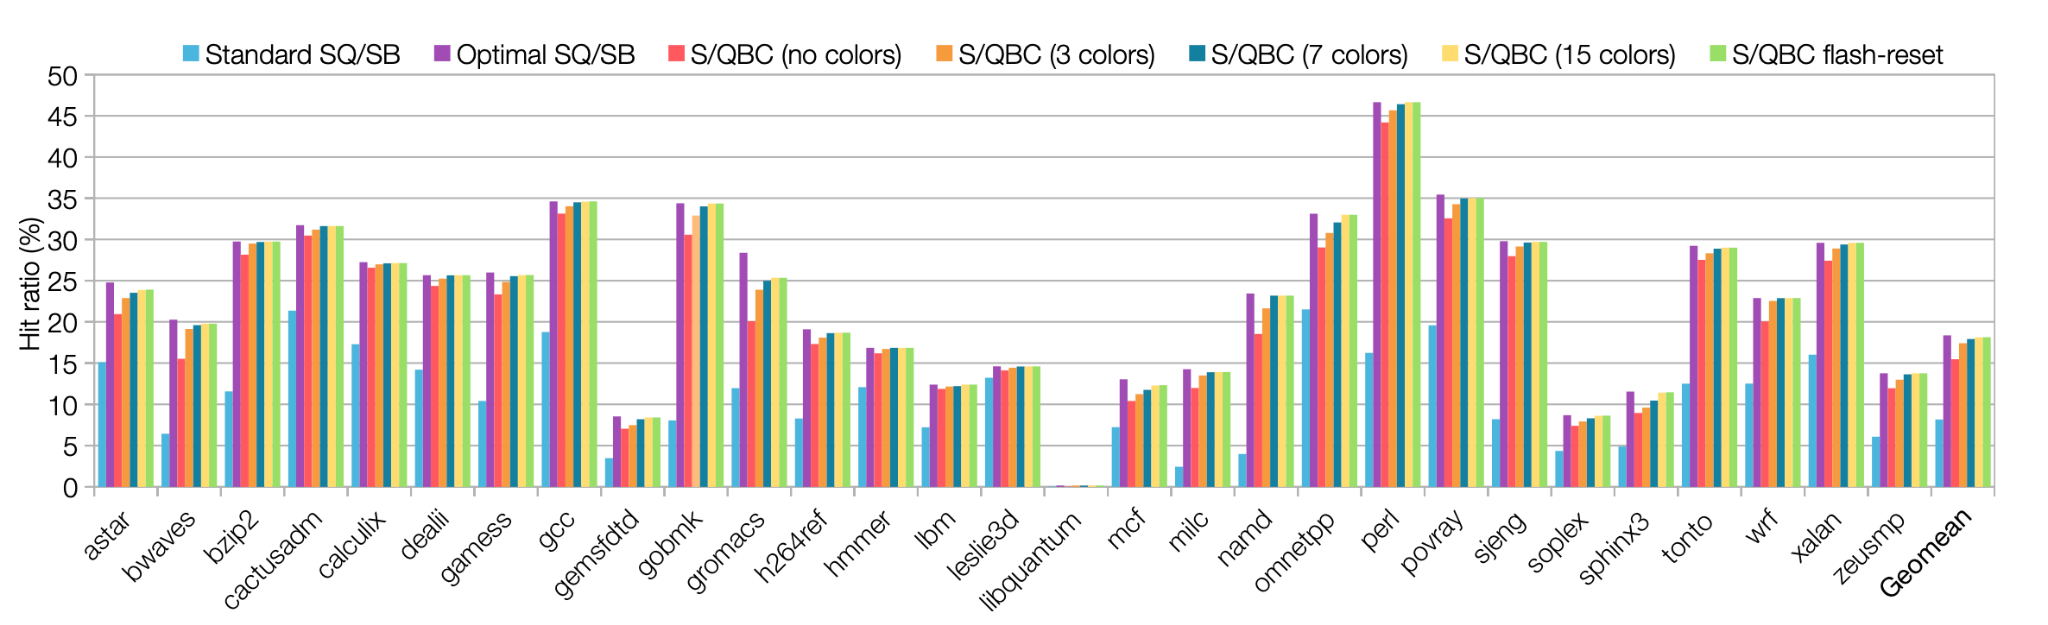 Standard SQ/SB Optimal SQ/SB S/QBC (no colors) S/QBC (3 colors) S/QBC (7 colors) S/QBC (15 colors) S/QBC flash-reset
50
45
40
35
30
25
20
15
10
5
0
Hit ratio (%)
astar
bwaves
bzip2
cactusadm
calculix
dealii
gamess
gcc
gemsfdtd
gobmk
gromacs
h264ref
hmmer
lbm
leslie3d
libquantum
mcf
milc
namd
omnetpp
perl
povray
sjeng
soplex
sphinx3
tonto
wrf
xalan
zeusmp
Geomean